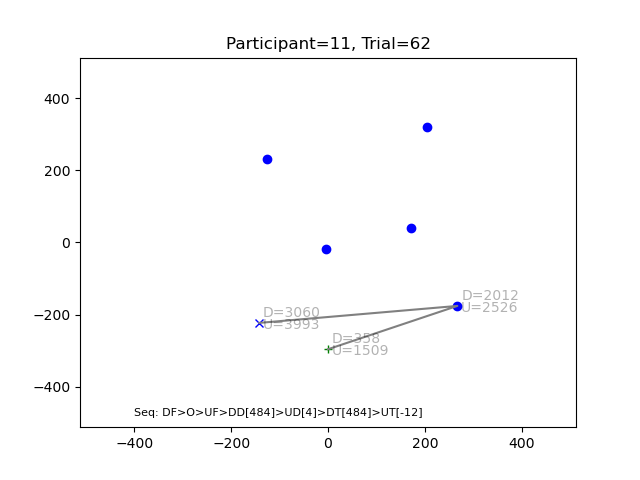 Participant=11, Trial=62
400
200
0
−200
−400
D=2012
U=2526
D=3060
U=3993
D=358
U=1509
Seq: DF>O>UF>DD[484]>UD[4]>DT[484]>UT[-12]
−400 −200 0 200 400